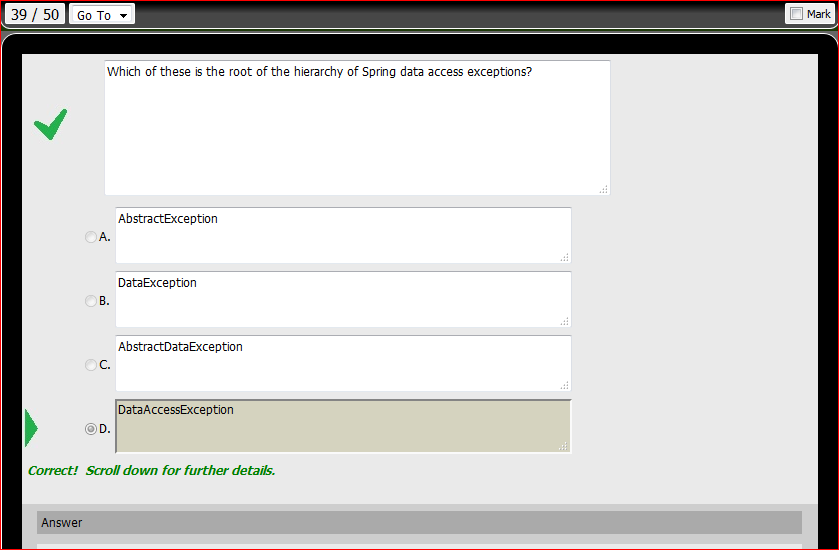 39 / 50 Go To Mark
Which of these is the root of the hierarchy of Spring data access exceptions?
A. AbstractException
B. DataException
C. AbstractDataException
D. DataAccessException
Correct! Scroll down for further details.
Answer